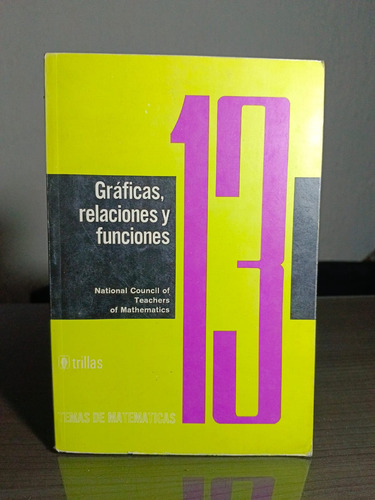 13
Gráficas,
relaciones y
funciones
National Council of
Teachers
of Mathematics
trillas
TEMAS DE MATEMATICAS